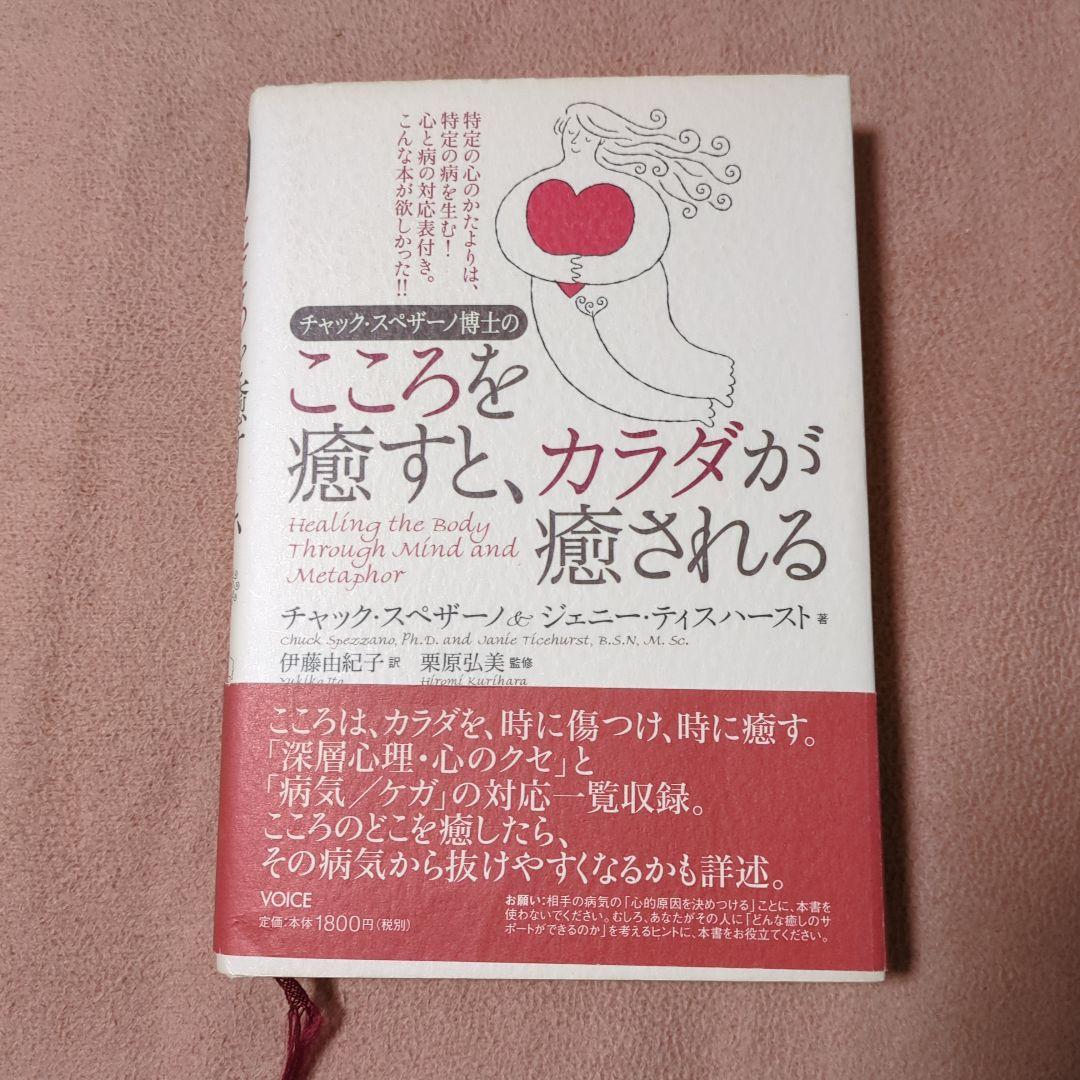 特定の心のかたよりは、
特定の病を生む!
心と病の対応表付き。
こんな本が欲しかった!!
チャック・スペザーノ博士の
こころを
癒すと、カラダが
癒される
Healing the Body
Through Mind and
Metaphor
チャック・スペザーノ & ジェニー・ティスハースト 著
Chuck Spezzano, Ph.D. and Janie Ticehurst, B.S.N, M. Sc.
伊藤由紀子 訳 栗原弘美 監修
Yukiko Ito Hiromi Kurihara
こころは、カラダを、時に傷つけ、時に癒す。
「深層心理・心のクセ」と
「病気/ケガ」の対応一覧収録。
こころのどこを癒したら、
その病気から抜けやすくなるかも詳述。
VOICE
定価:本体1800円(税別)
お願い:相手の病気の「心的原因を決めつける」ことに、本書を
使わないでください。むしろ、あなたがその人に「どんな癒しのサ
ポートができるのか」を考えるヒントに、本書をお役立てください。